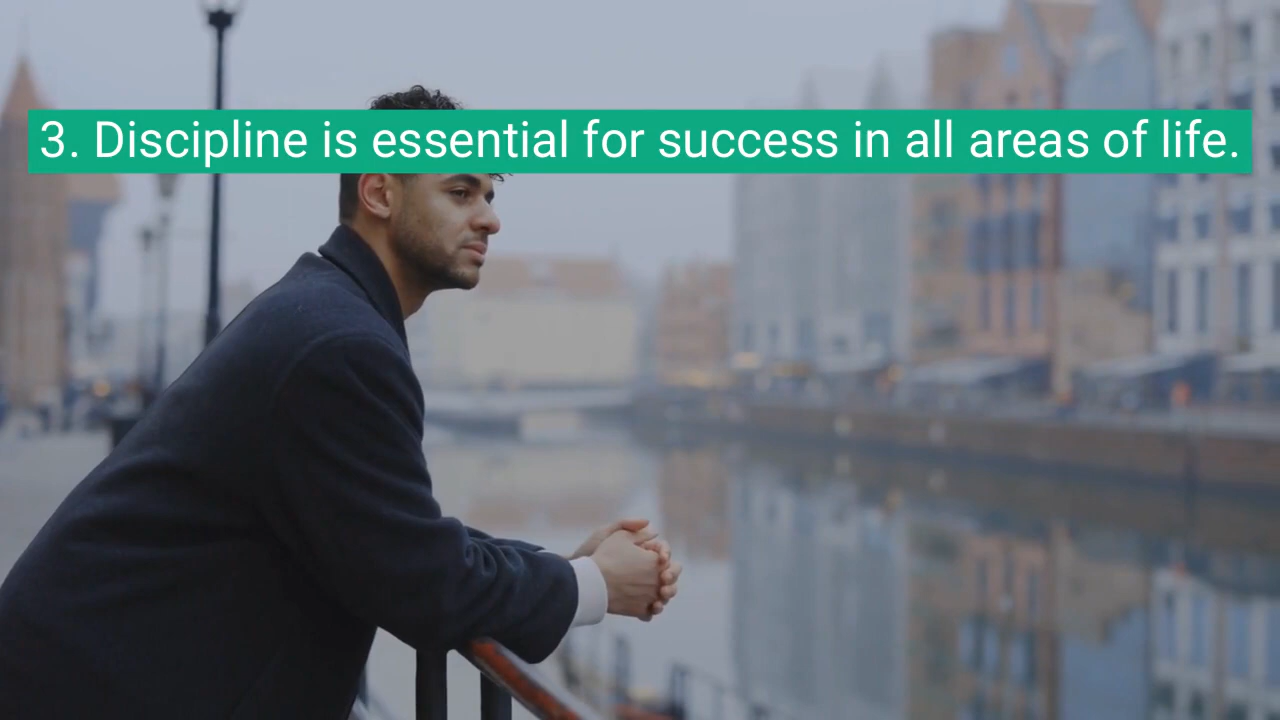 3. Discipline is essential for success in all areas of life.